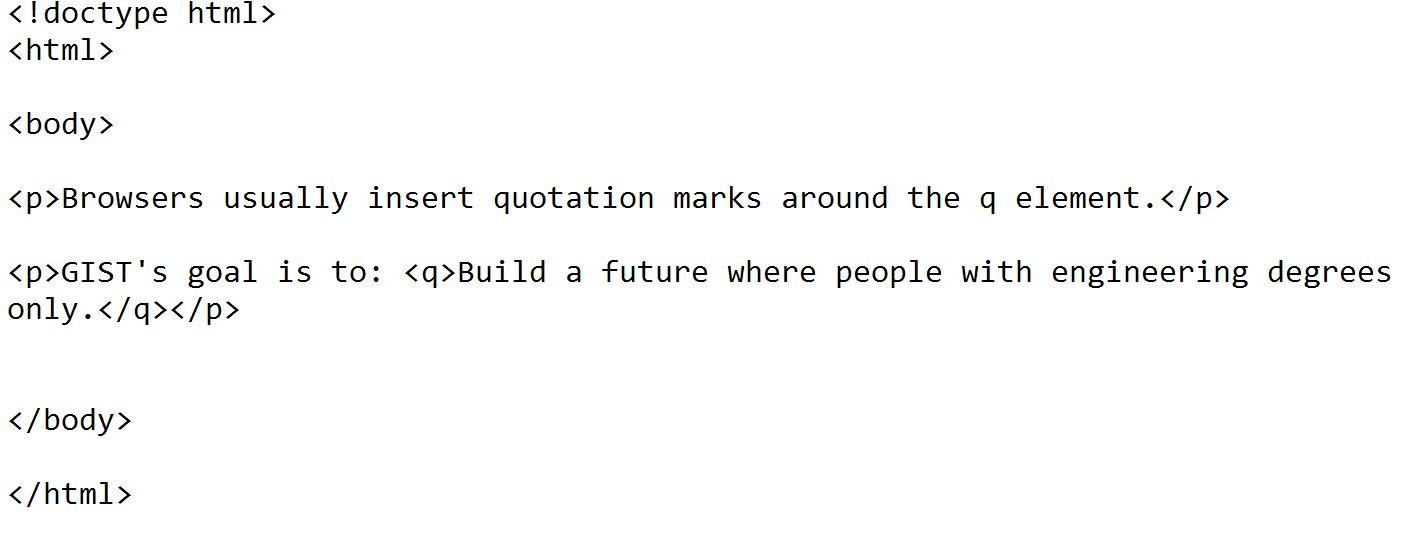 <!doctype html>
<html>
<body>
<p>Browsers usually insert quotation marks around the q element.</p>
<p>GIST's goal is to: <q>Build a future where people with engineering degrees
only.</q></p>
</body>
</html>